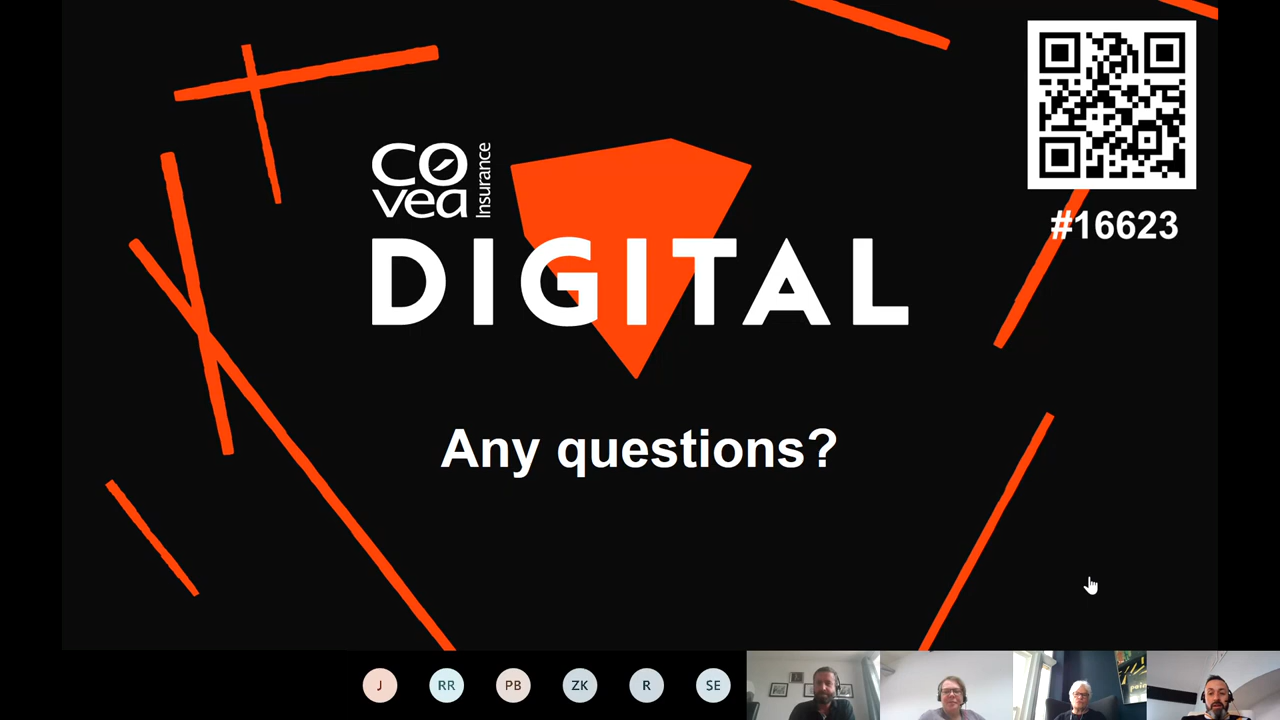 covea
Insurance
DIGITAL
#16623
Any questions?
J
RR
PB
ZK
R
SE